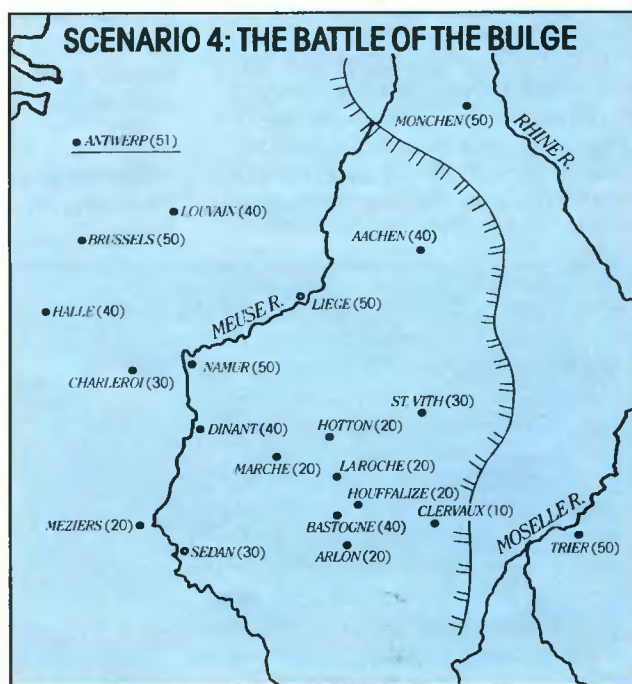 SCENARIO 4: THE BATTLE OF THE BULGE
MONCHEN (50)
RHINE R.
ANTWERP (51)
LOUVAIN (40)
BRUSSELS (50)
AACHEN (40)
HALLE (40)
MEUSE R.
LIEGE (50)
CHARLEROI (30)
NAMUR (50)
ST. VITH (30)
DINANT (40)
HOTTON (20)
MARCHE (20)
LA ROCHE (20)
HOUFFALIZE (20)
MEZIERS (20)
BASTOGNE (40)
CLERVAUX (10)
MOSELLE R.
SEDAN (30)
ARLON (20)
TRIER (50)